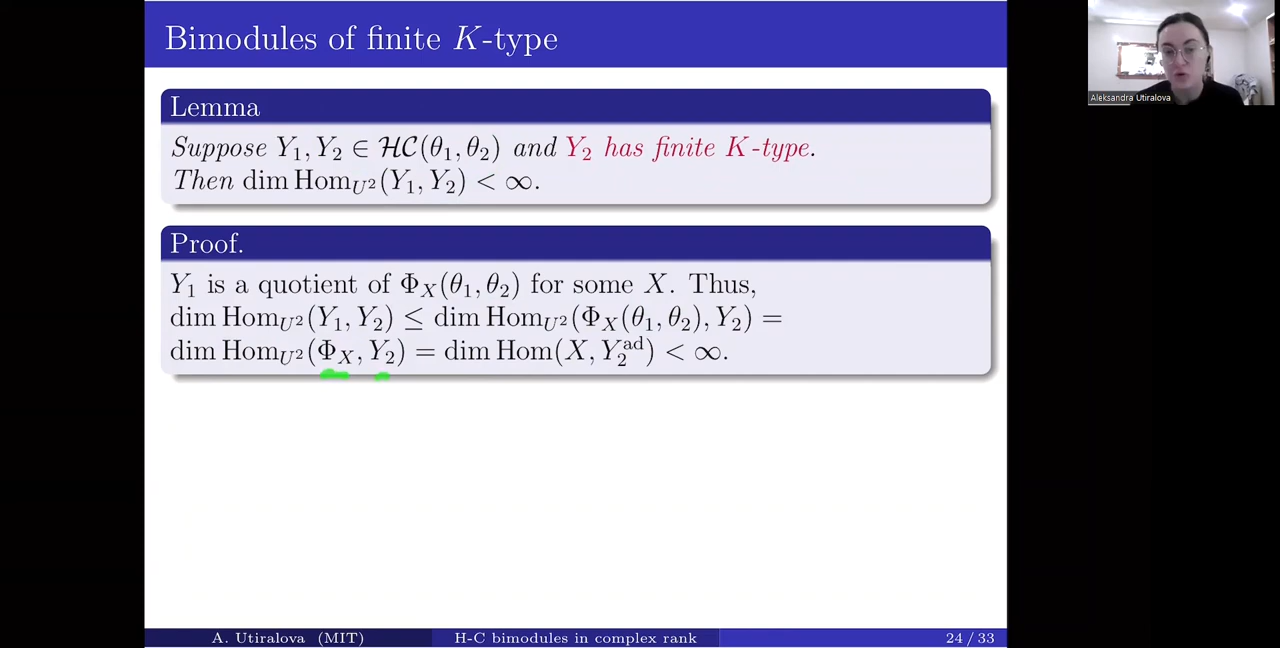 Bimodules of finite K-type
Aleksandra Utiralova
Lemma
Suppose Y₁, Y₂ ∈ ℋ𝒞(θ₁, θ₂) and Y₂ has finite K-type.
Then dim Hom_{U²}(Y₁, Y₂) < ∞.
Proof.
Y₁ is a quotient of Φ_X(θ₁, θ₂) for some X. Thus,
dim Hom_{U²}(Y₁, Y₂) ≤ dim Hom_{U²}(Φ_X(θ₁, θ₂), Y₂) =
dim Hom_{U²}(Φ_X, Y₂) = dim Hom(X, Y₂^{ad}) < ∞.
A. Utiralova (MIT) H-C bimodules in complex rank 24 / 33